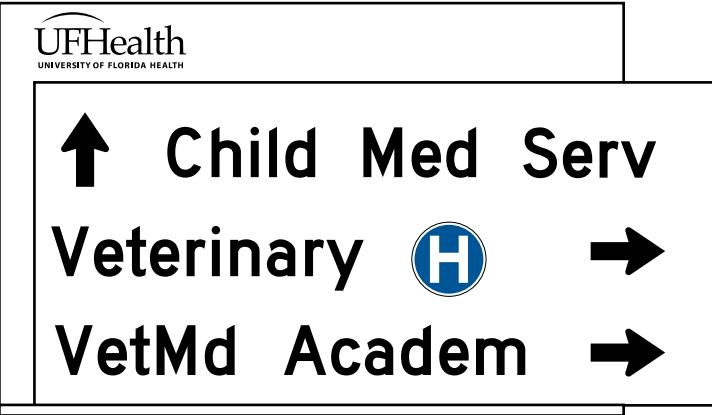 UFHealth
UNIVERSITY OF FLORIDA HEALTH
Child Med Serv
Veterinary H
VetMd Academ